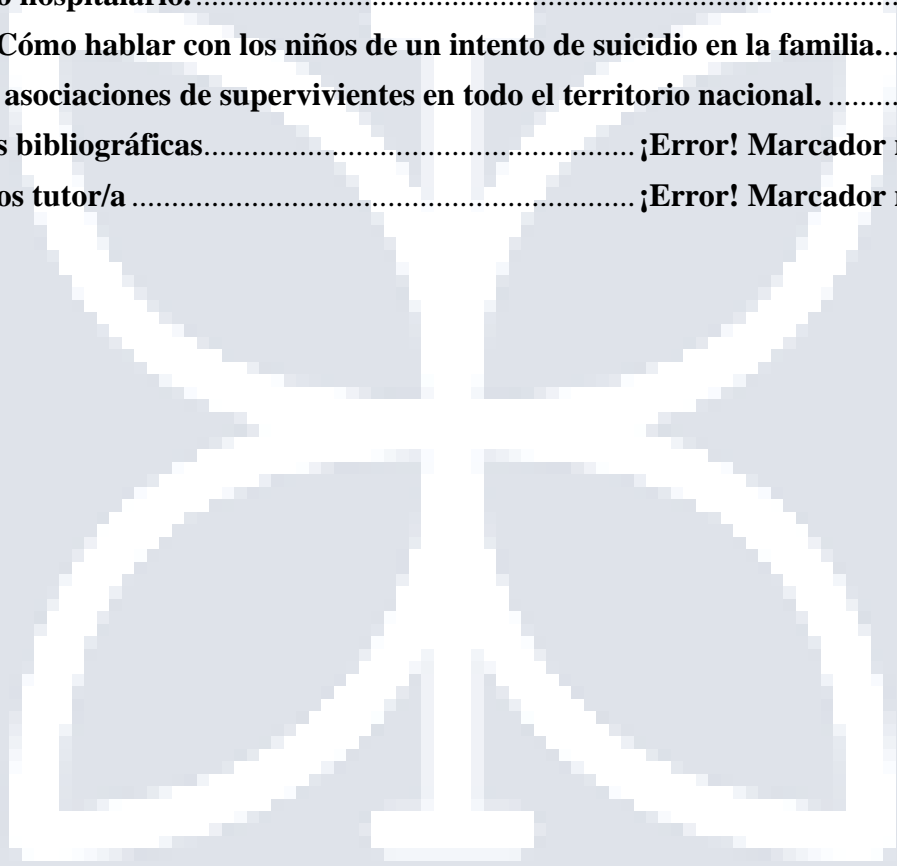 o hospitalario.
Cómo hablar con los niños de un intento de suicidio en la familia.
asociaciones de supervivientes en todo el territorio nacional.
s bibliográficas ¡Error! Marcador
os tutor/a ¡Error! Marcador